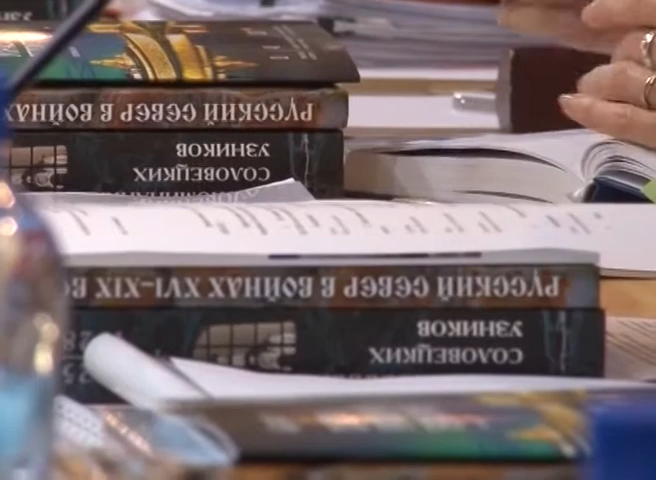 РУССКИЙ СЕВЕР В ВОЙНАХ
СОЛОВЕЦКИХ
УЗНИКОВ
РУССКИЙ СЕВЕР В ВОЙНАХ XVI-XIX
СОЛОВЕЦКИХ
УЗНИКОВ